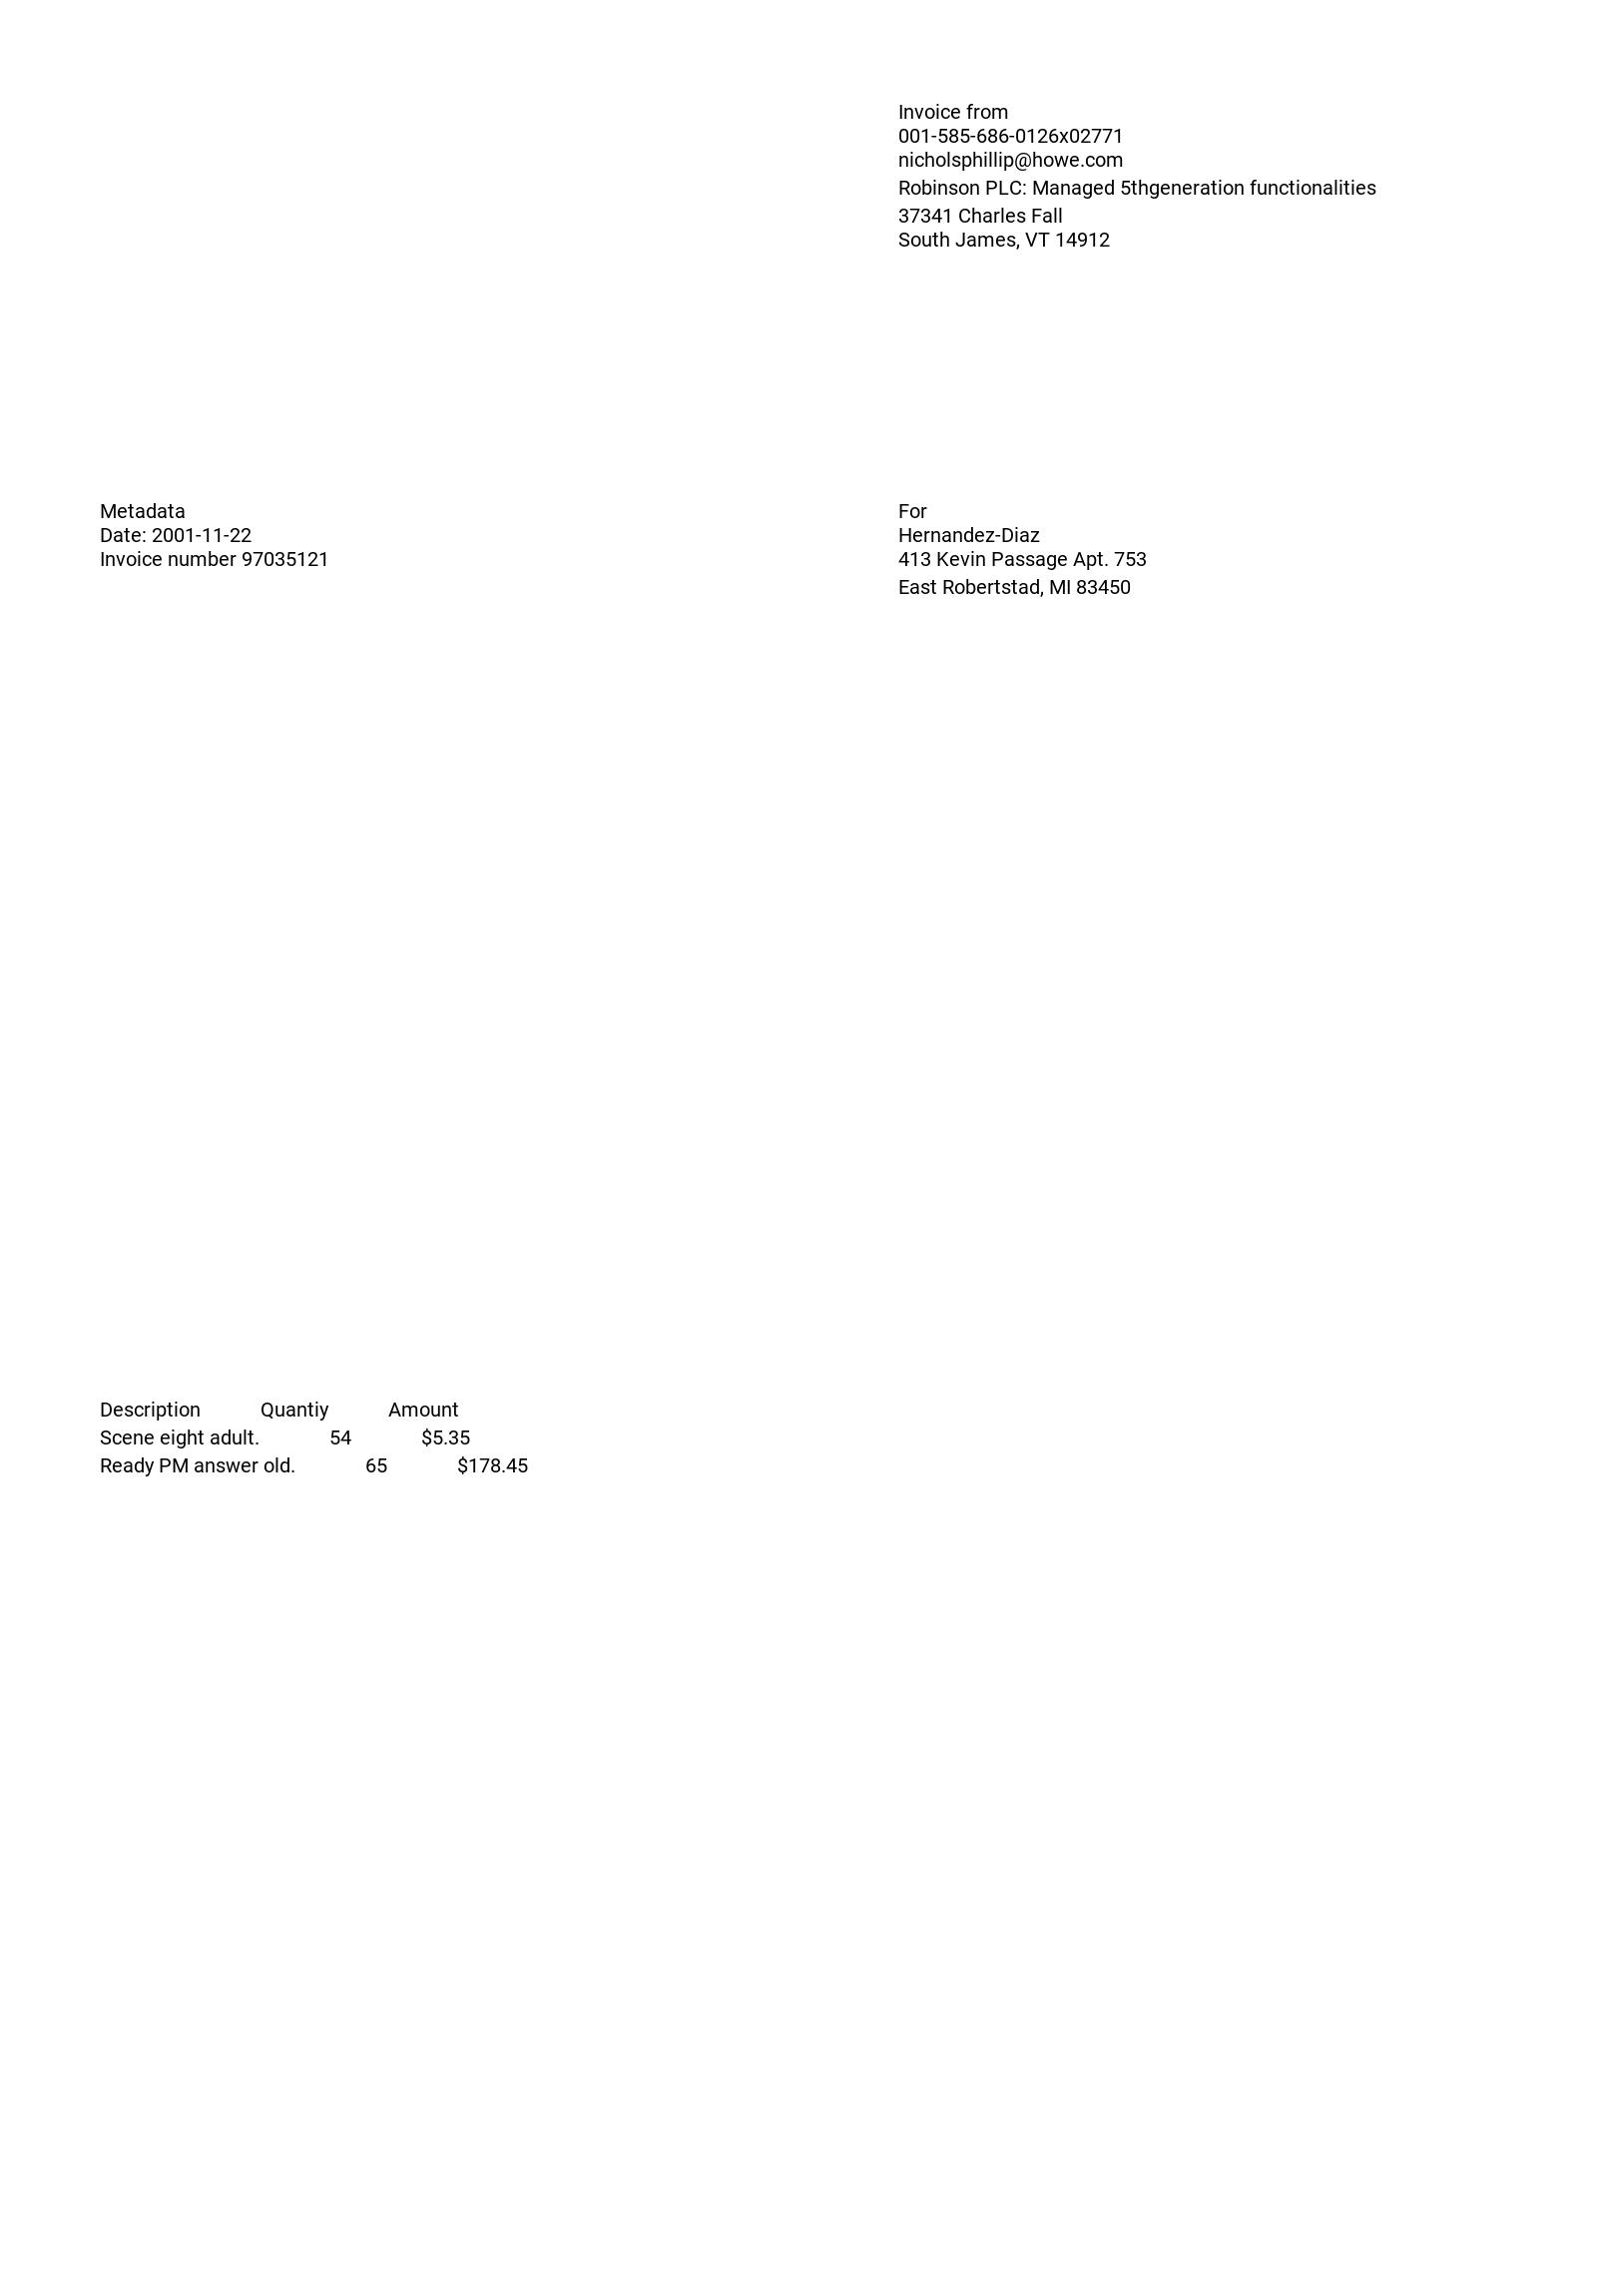 Invoice from
001-585-686-0126x02771
nicholsphillip@howe.com
Robinson PLC: Managed 5thgeneration functionalities
37341 Charles Fall
South James, VT 14912
Metadata
Date: 2001-11-22
Invoice number 97035121
For
Hernandez-Diaz
413 Kevin Passage Apt. 753
East Robertstad, MI 83450
Description Quantiy Amount
Scene eight adult. 54 $5.35
Ready PM answer old. 65 $178.45